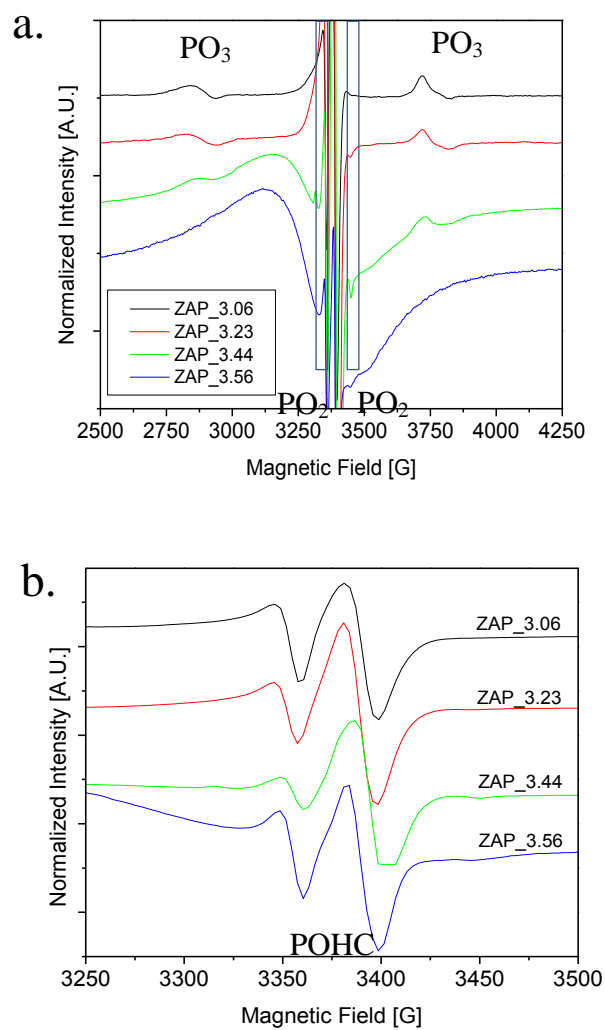 a.
PO₃ PO₃
Normalized Intensity [A.U.]
ZAP_3.06
ZAP_3.23
ZAP_3.44
ZAP_3.56
PO₂ PO₂
2500 2750 3000 3250 3500 3750 4000 4250
Magnetic Field [G]
b.
Normalized Intensity [A.U.]
ZAP_3.06
ZAP_3.23
ZAP_3.44
ZAP_3.56
POHC
3250 3300 3350 3400 3450 3500
Magnetic Field [G]